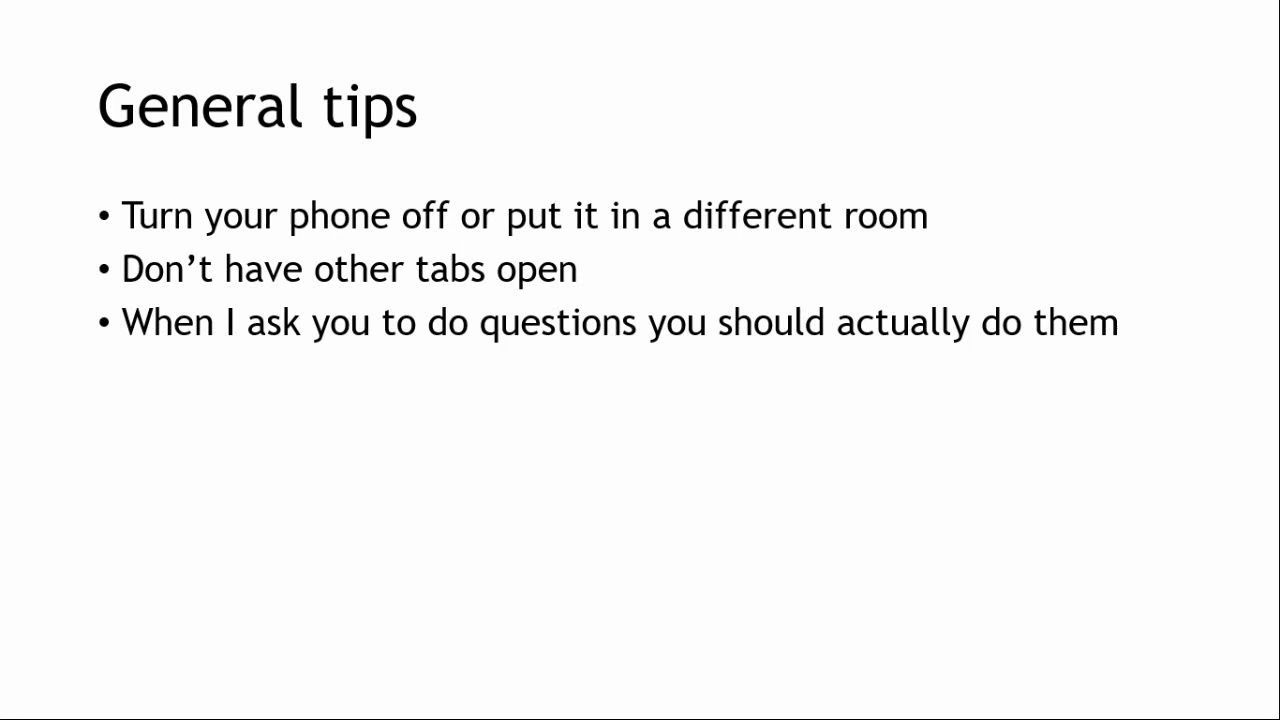 General tips
• Turn your phone off or put it in a different room
• Don’t have other tabs open
• When I ask you to do questions you should actually do them